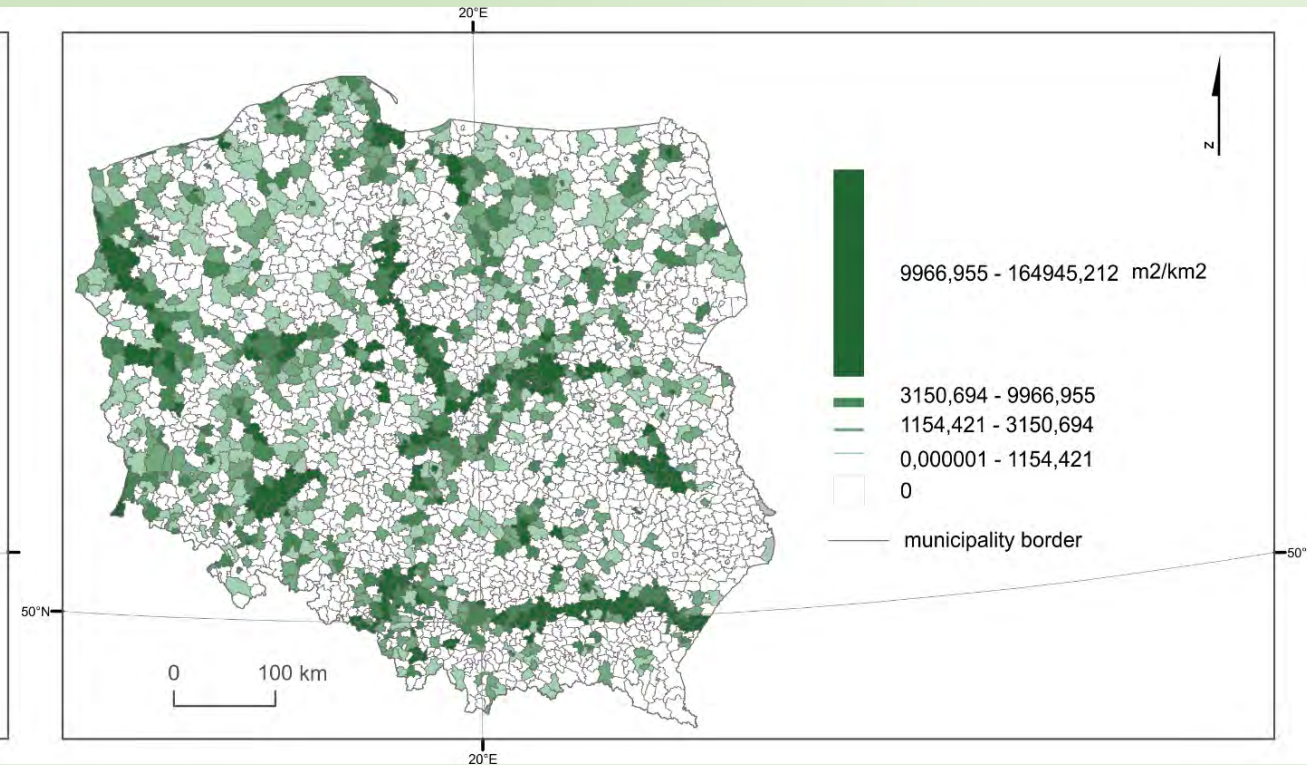 20°E
N
9966,955 - 164945,212 m2/km2
3150,694 - 9966,955
1154,421 - 3150,694
0,000001 - 1154,421
0
municipality border
50°
50°N
0 100 km
20°E